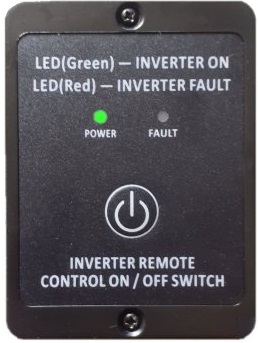 LED(Green) — INVERTER ON
LED(Red) — INVERTER FAULT
POWER FAULT
INVERTER REMOTE
CONTROL ON / OFF SWITCH